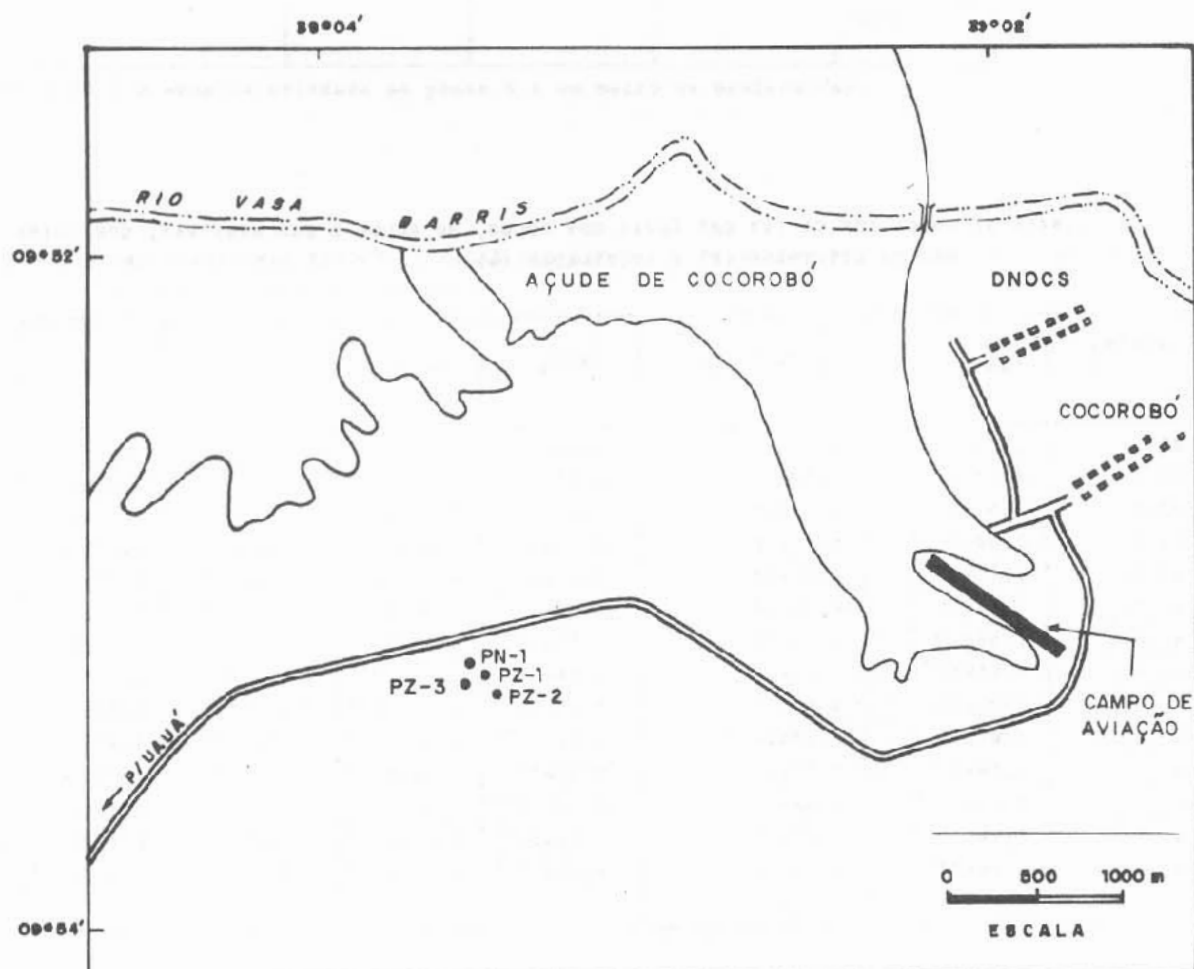 39°04'
39°02'
RIO VASA BARRIS
09°52'
AÇUDE DE COCOROBÓ
DNOCS
COCOROBÓ
PN-1
PZ-1
PZ-3
PZ-2
CAMPO DE
AVIAÇÃO
P/UAUÁ
0 500 1000 m
09°54'
ESCALA